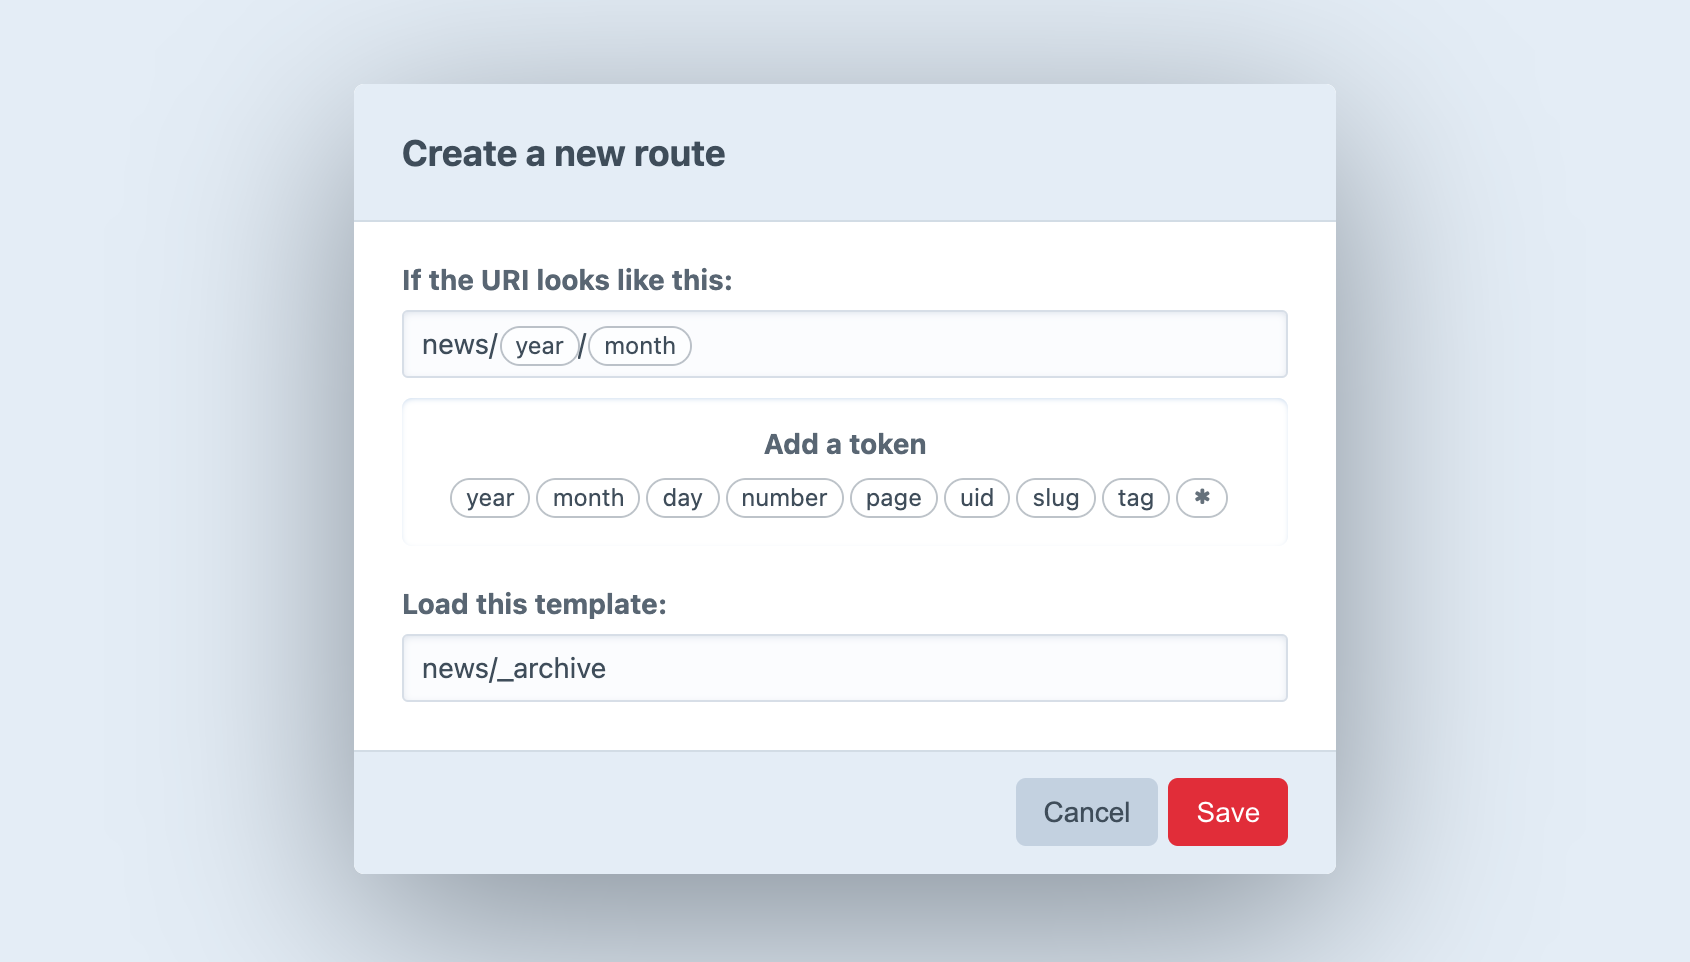 Create a new route
If the URI looks like this:
news/year/month
Add a token
year month day number page uid slug tag *
Load this template:
news/_archive
Cancel Save